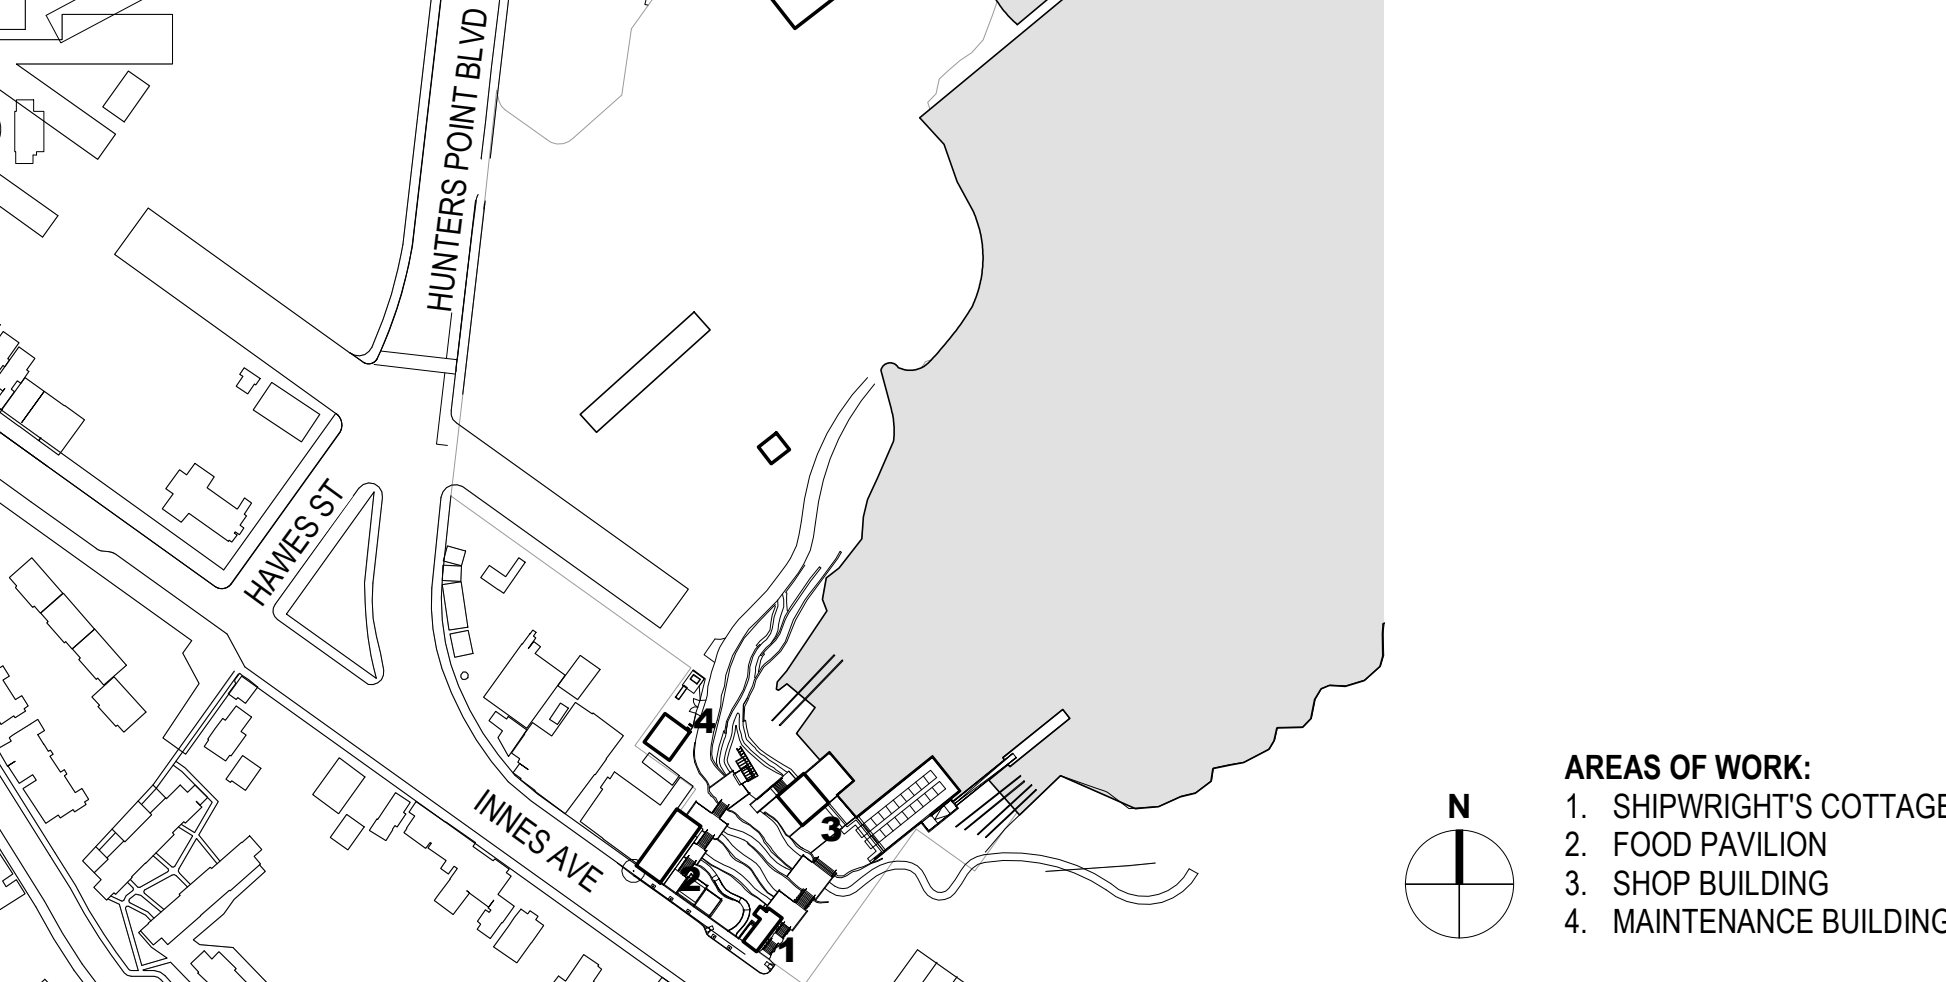 HUNTERS POINT BLVD
HAWES ST
INNES AVE
4
3
2
1
N
AREAS OF WORK:
1. SHIPWRIGHT'S COTTAGE
2. FOOD PAVILION
3. SHOP BUILDING
4. MAINTENANCE BUILDING